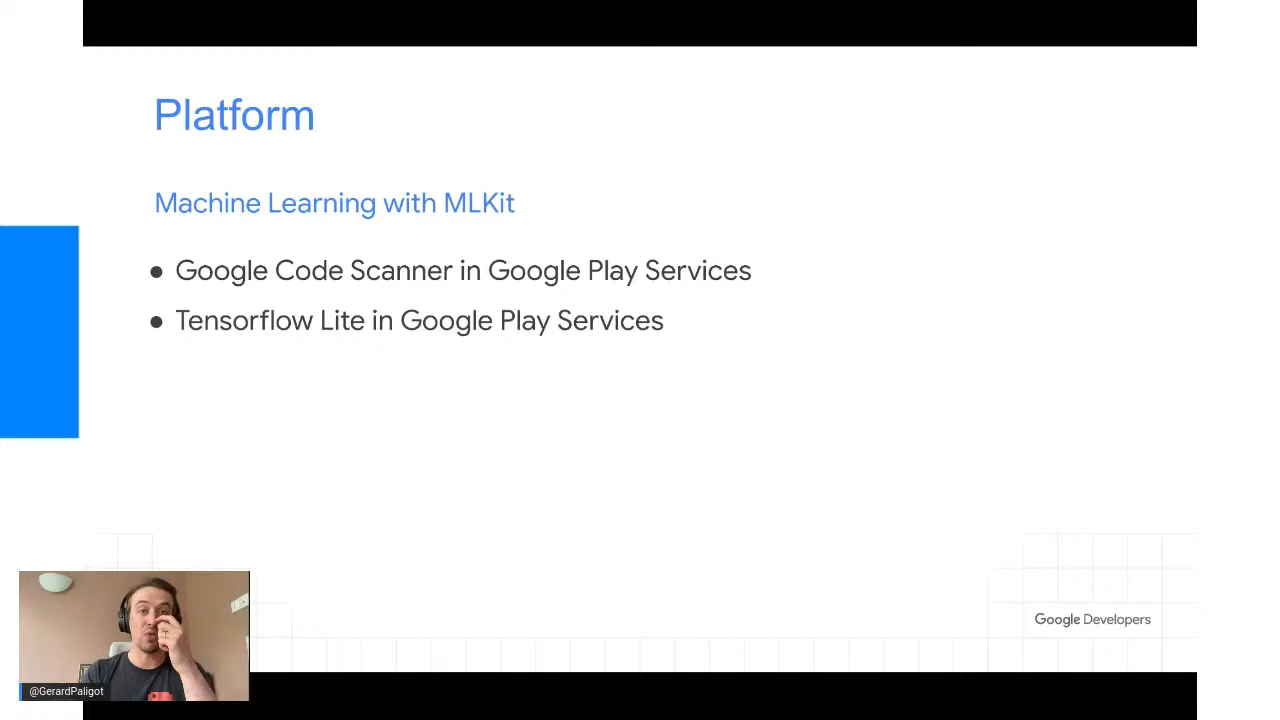 Platform
Machine Learning with MLKit
● Google Code Scanner in Google Play Services
● Tensorflow Lite in Google Play Services
Google Developers
@GerardPaligot